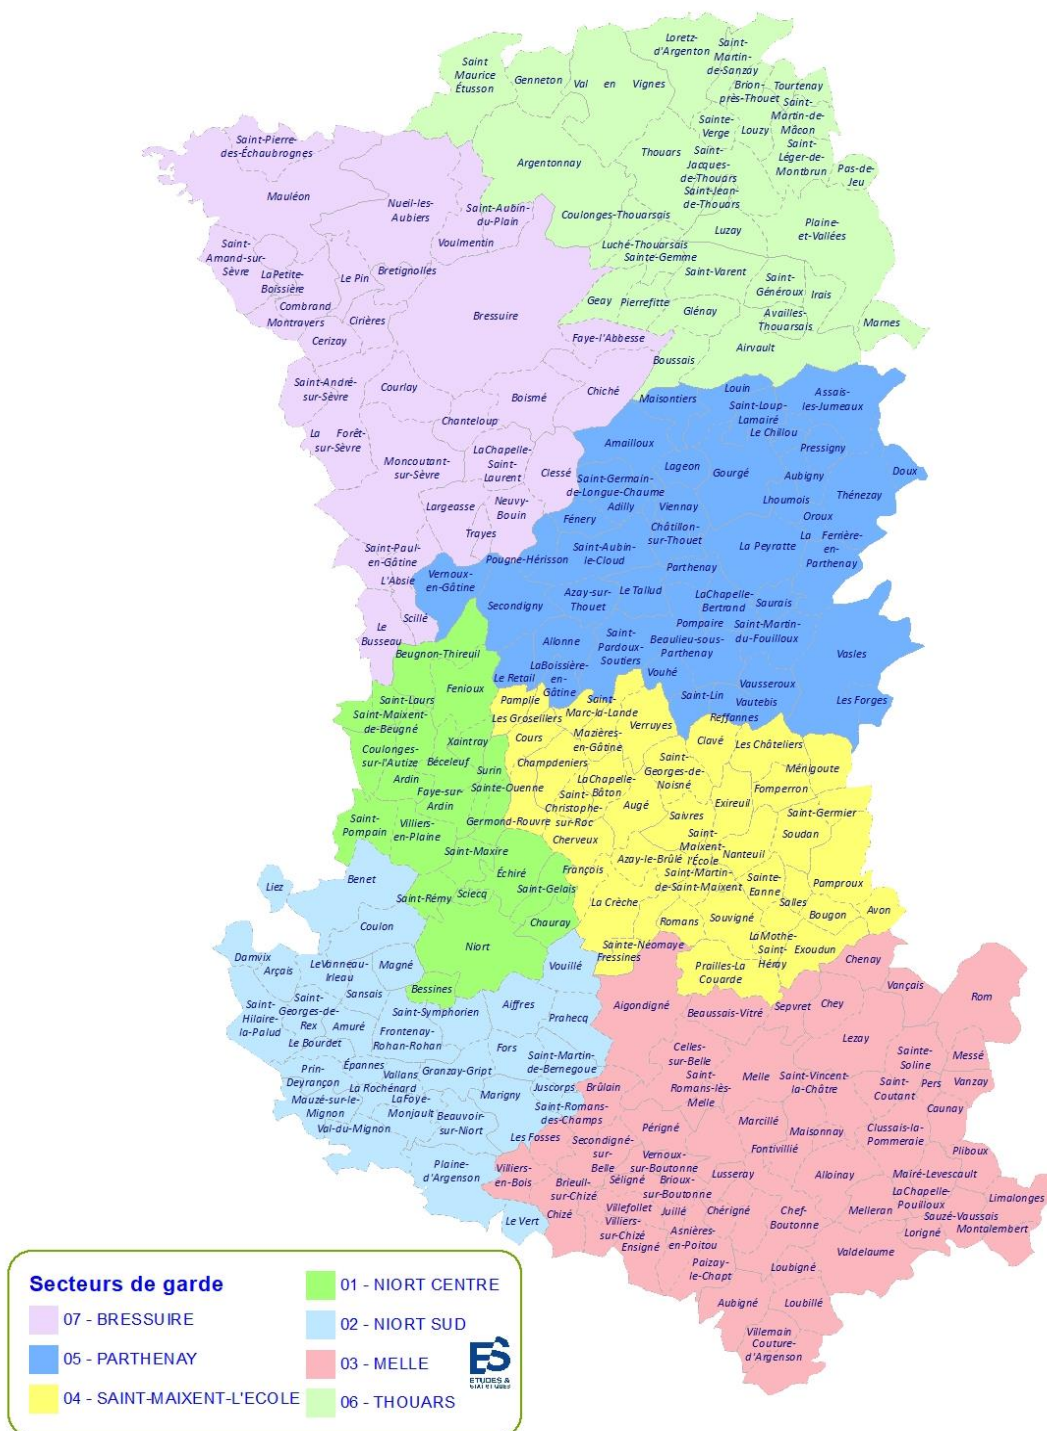 Saint
Maurice
Étusson
Genneton
Val en Vignes
Loretz-
d'Argenton
Saint-
Martin-
de-Sanzay
Brion-
près-Thouet
Tourtenay
Saint-
Martin-de-
Mâcon
Sainte-
Verge
Louzy
Saint-
Léger-de-
Montbrun
Pas-de-
Jeu
Argentonnay
Thouars
Saint-
Jacques-
de-Thouars
Saint-Jean-
de-Thouars
Coulonges-Thouarsais
Luzay
Plaine-
et-Vallées
Luché-Thouarsais
Sainte-Gemme
Saint-Varent
Saint-
Généroux
Irais
Geay
Pierrefitte
Glénay
Availles-
Thouarsais
Marnes
Boussais
Airvault
Saint-Pierre-
des-Échaubrognes
Mauléon
Nueil-les-
Aubiers
Saint-Aubin-
du-Plain
Voulmentin
Saint-
Amand-sur-
Sèvre
LaPetite-
Boissière
Le Pin
Bretignolles
Combrand
Montravers
Cirières
Cerizay
Bressuire
Faye-l'Abbesse
Saint-André-
sur-Sèvre
Courlay
Boismé
Chiché
La Forêt-
sur-Sèvre
Chanteloup
Moncoutant-
sur-Sèvre
LaChapelle-
Saint-
Laurent
Clessé
Largeasse
Neuvy-
Bouin
Trayes
Saint-Paul-
en-Gâtine
L'Absie
Scillé
Le
Busseau
Maisontiers
Louin
Saint-Loup-
Lamairé
Assais-
les-Jumeaux
Le Chillou
Amailloux
Pressigny
Lageon
Gourgé
Aubigny
Doux
Saint-Germain-
de-Longue-Chaume
Adilly
Viennay
Lhoumois
Thénezay
Oroux
Fénery
Châtillon-
sur-Thouet
La Peyratte
La Ferrière-
en-
Parthenay
Pougne-Hérisson
Saint-Aubin-
le-Cloud
Parthenay
Vernoux-
en-Gâtine
Secondigny
Azay-sur-
Thouet
Le Tallud
LaChapelle-
Bertrand
Saurais
Pompaire
Saint-Martin-
du-Fouilloux
Allonne
Saint-
Pardoux-
Soutiers
Beaulieu-sous-
Parthenay
Vasles
Le Retail
LaBoissière-
en-
Gâtine
Vouhé
Saint-Lin
Vausseroux
Vautebis
Les Forges
Reffannes
Beugnon-Thireuil
Fenioux
Saint-Laurs
Saint-Maixent-
de-Beugné
Coulonges-
sur-l'Autize
Xaintray
Béceleuf
Surin
Ardin
Faye-sur-
Ardin
Sainte-Ouenne
Saint-
Pompain
Villiers-
en-Plaine
Germond-Rouvre
Saint-Maxire
Échiré
Saint-Rémy
Sciecq
Saint-Gelais
François
Chauray
Niort
Bessines
Pamplie
Les Groseillers
Saint-
Marc-la-Lande
Verruyes
Cours
Mazières-
en-Gâtine
Clavé
Les Châteliers
Champdeniers
Saint-
Georges-de-
Noisné
Ménigoute
LaChapelle-
Bâton
Fomperron
Saint-
Christophe-
sur-Roc
Augé
Exireuil
Saint-Germier
Saivres
Soudan
Cherveux
Saint-
Maixent-
l'École
Nanteuil
Azay-le-Brûlé
Saint-Martin-
de-Saint-Maixent
Sainte-
Eanne
Pamproux
La Crèche
Salles
Romans
Souvigné
Bougon
Avon
Sainte-Néomaye
Fressines
LaMothe-
Saint-
Héray
Exoudun
Prailles-La
Couarde
Liez
Benet
Coulon
Damvix
Arçais
LeVanneau-
Irleau
Magné
Vouillé
Sansais
Saint-
Hilaire-
la-Palud
Saint-
Georges-de-
Rex
Amuré
Saint-Symphorien
Aiffres
Prahecq
Le Bourdet
Frontenay-
Rohan-Rohan
Fors
Prin-
Deyrançon
Épannes
Vallans
Granzay-Gript
Saint-Martin-
de-Bernegoue
La Rochénard
Juscorps
Mauzé-sur-le-
Mignon
LaFoye-
Monjault
Marigny
Saint-Romans-
des-Champs
Val-du-Mignon
Beauvoir-
sur-Niort
Les Fosses
Plaine-
d'Argenson
Le Vert
Chenay
Rom
Aigondigné
Beaussais-Vitré
Sepvret
Chey
Vançais
Lezay
Celles-
sur-Belle
Sainte-
Soline
Messé
Brûlain
Saint-
Romans-lès-
Melle
Melle
Saint-Vincent-
la-Châtre
Saint-
Coutant
Pers
Vanzay
Caunay
Périgné
Marcillé
Maisonnay
Clussais-la-
Pommeraie
Secondigné-
sur-
Belle
Fontivillié
Pliboux
Villiers-
en-Bois
Vernoux-
sur-Boutonne
Lusseray
Alloinay
Mairé-Levescault
Brieuil-
sur-Chizé
Séligné
Brioux-
sur-Boutonne
LaChapelle-
Pouilloux
Limalonges
Chizé
Villefollet
Juillé
Chérigné
Chef-
Boutonne
Melleran
Sauzé-Vaussais
Villiers-
sur-Chizé
Asnières-
en-Poitou
Lorigné
Montalembert
Ensigné
Valdelaume
Paizay-
le-Chapt
Loubigné
Aubigné
Loubillé
Villemain
Couture-
d'Argenson
Secteurs de garde
07 - BRESSUIRE
05 - PARTHENAY
04 - SAINT-MAIXENT-L'ECOLE
01 - NIORT CENTRE
02 - NIORT SUD
03 - MELLE
06 - THOUARS
ES
ETUDES &